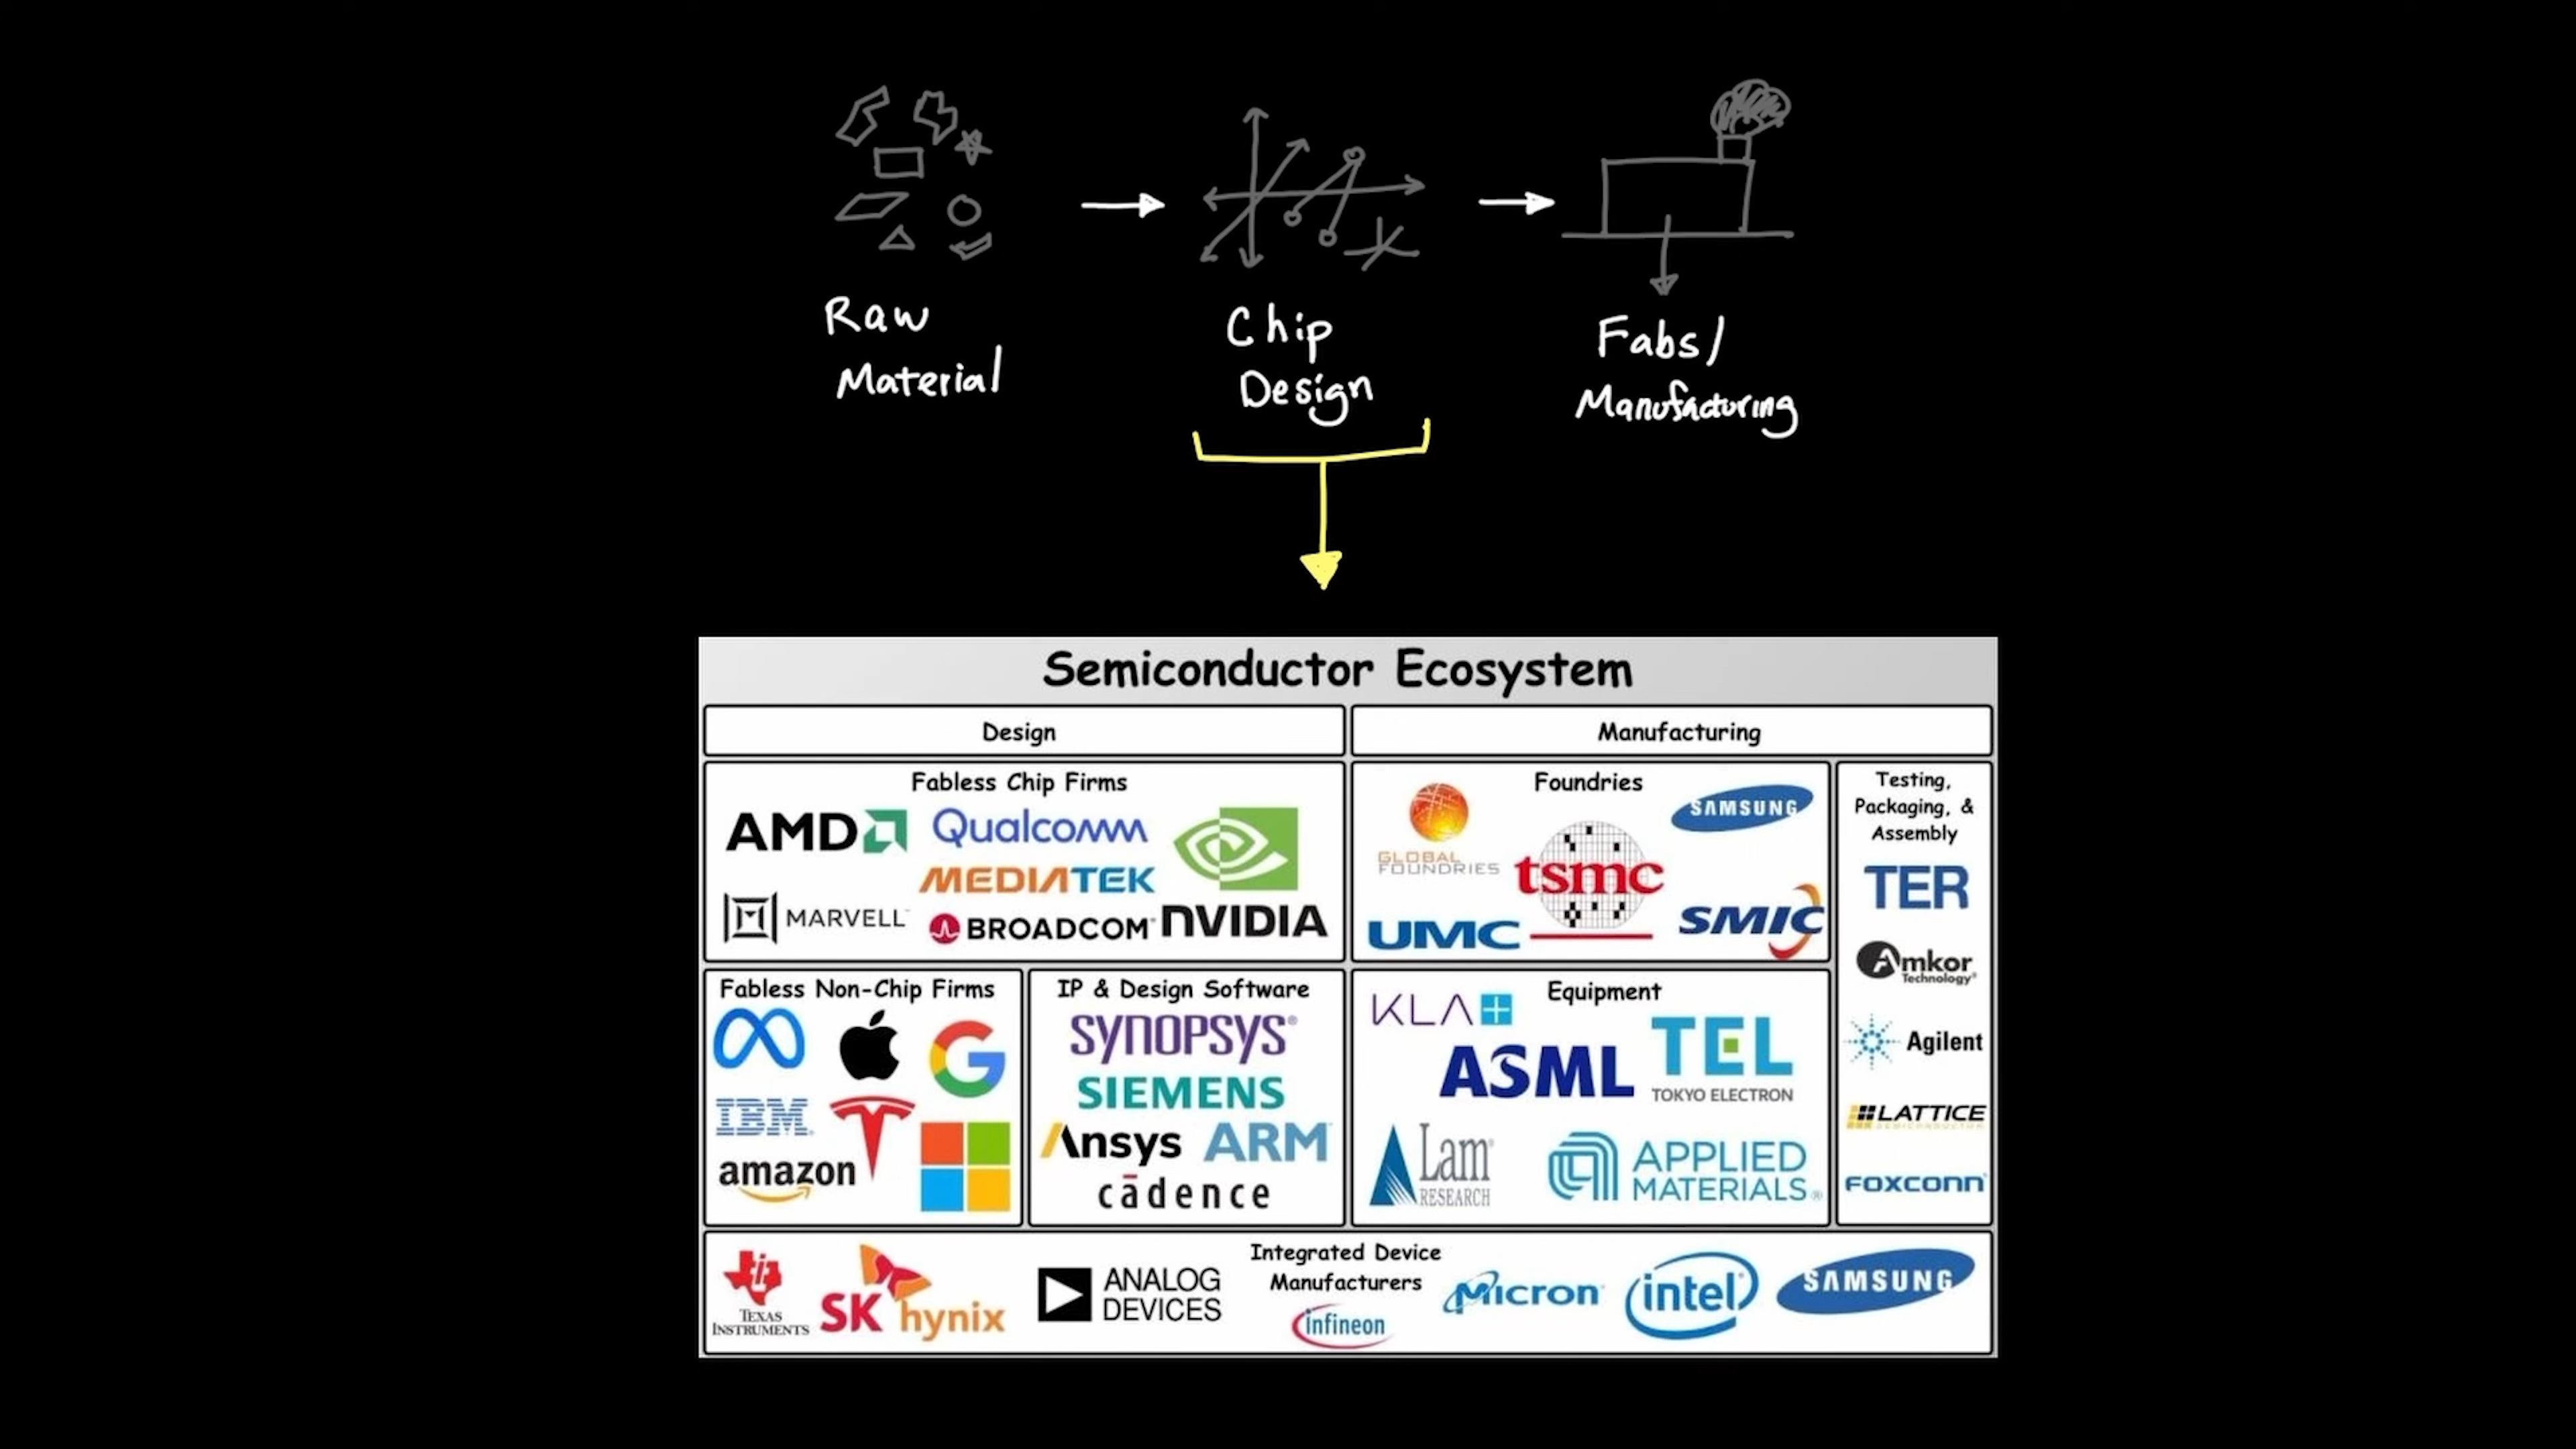 Raw
Material
Chip
Design
Fabs/
Manufacturing
Semiconductor Ecosystem
Design
Manufacturing
Fabless Chip Firms
AMD
Qualcomm
MEDIATEK
MARVELL
BROADCOM
NVIDIA
Foundries
GLOBAL
FOUNDRIES
SAMSUNG
tsmc
UMC
SMIC
Testing,
Packaging, &
Assembly
TER
Amkor
Technology®
Agilent
LATTICE
SEMICONDUCTOR
FOXCONN
Fabless Non-Chip Firms
IBM
amazon
IP & Design Software
SYNOPSYS®
SIEMENS
Ansys
ARM
cādence
Equipment
KLA+
ASML
TEL
TOKYO ELECTRON
Lam
RESEARCH
APPLIED
MATERIALS®
Integrated Device
Manufacturers
TEXAS
INSTRUMENTS
SK hynix
ANALOG
DEVICES
infineon
Micron
intel
SAMSUNG